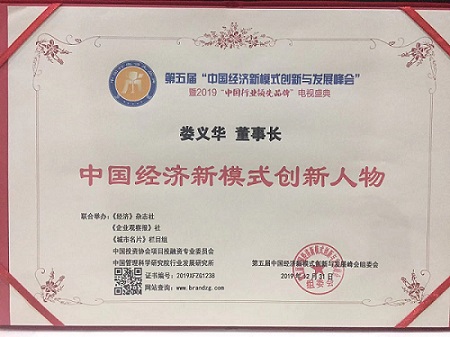 第五届“中国经济新模式创新与发展峰会”
暨2019“中国行业领先品牌”电视盛典
娄义华 董事长
中国经济新模式创新人物
联合举办：《经济》杂志社
《企业观察报》社
《城市名片》栏目组
中国投资协会项目投融资专业委员会
中国管理科学研究院行业发展研究所
证书编号：2019XFZG1238
网站查询：www.brandzg.com
第五届中国经济新模式创新与发展峰会组委会
2019年12月31日